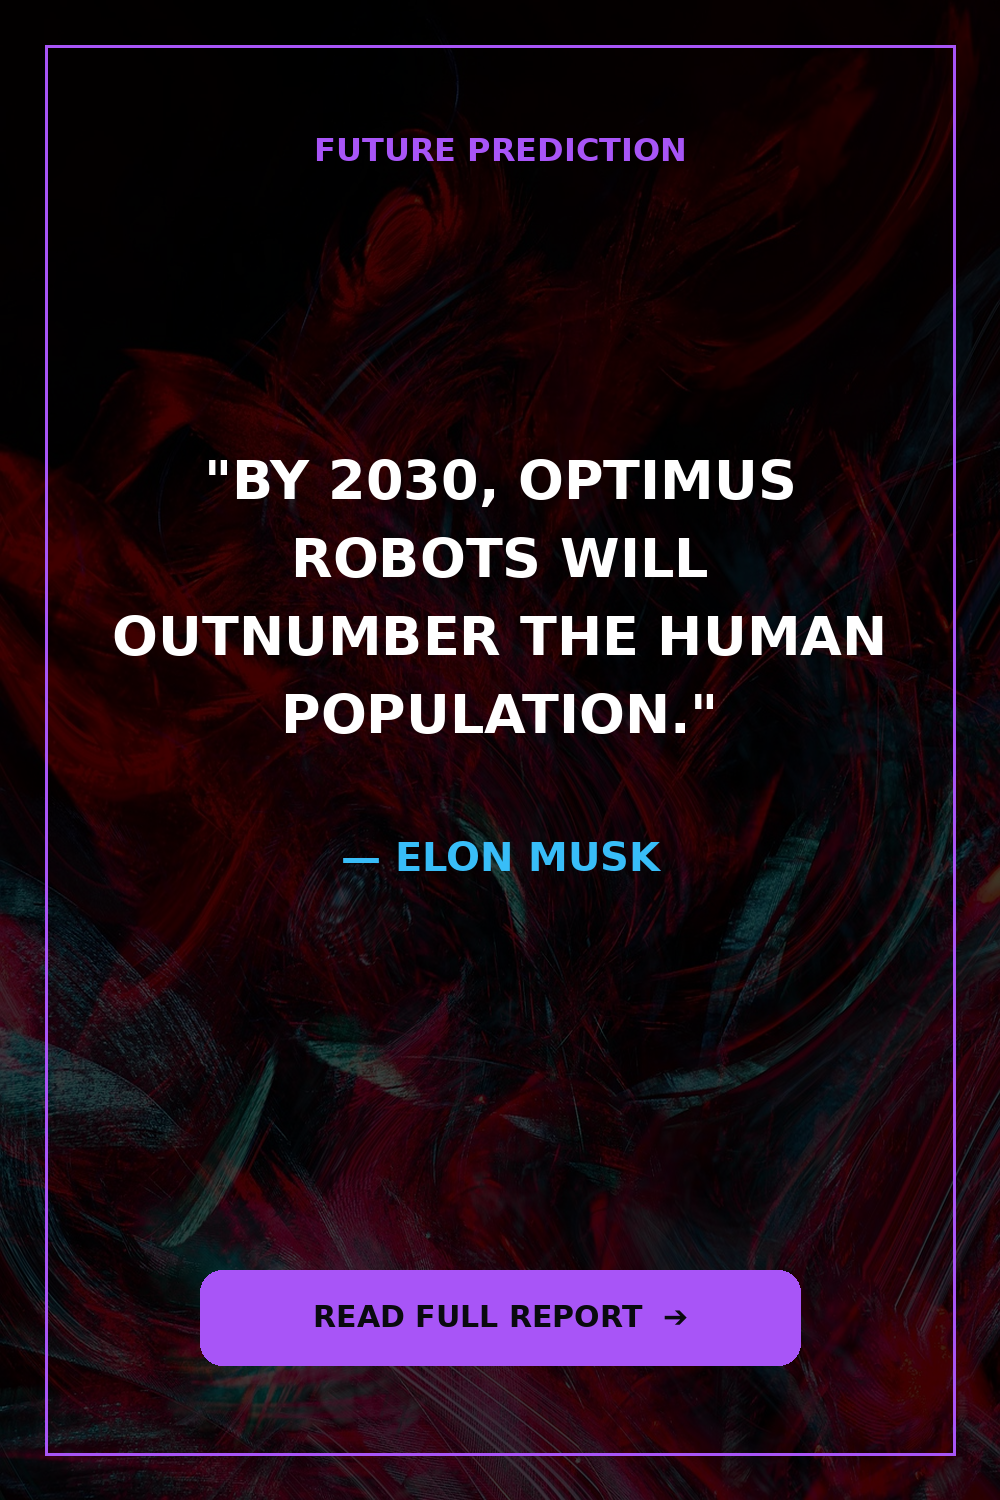 FUTURE PREDICTION
"BY 2030, OPTIMUS
ROBOTS WILL
OUTNUMBER THE HUMAN
POPULATION."
— ELON MUSK
READ FULL REPORT ➔